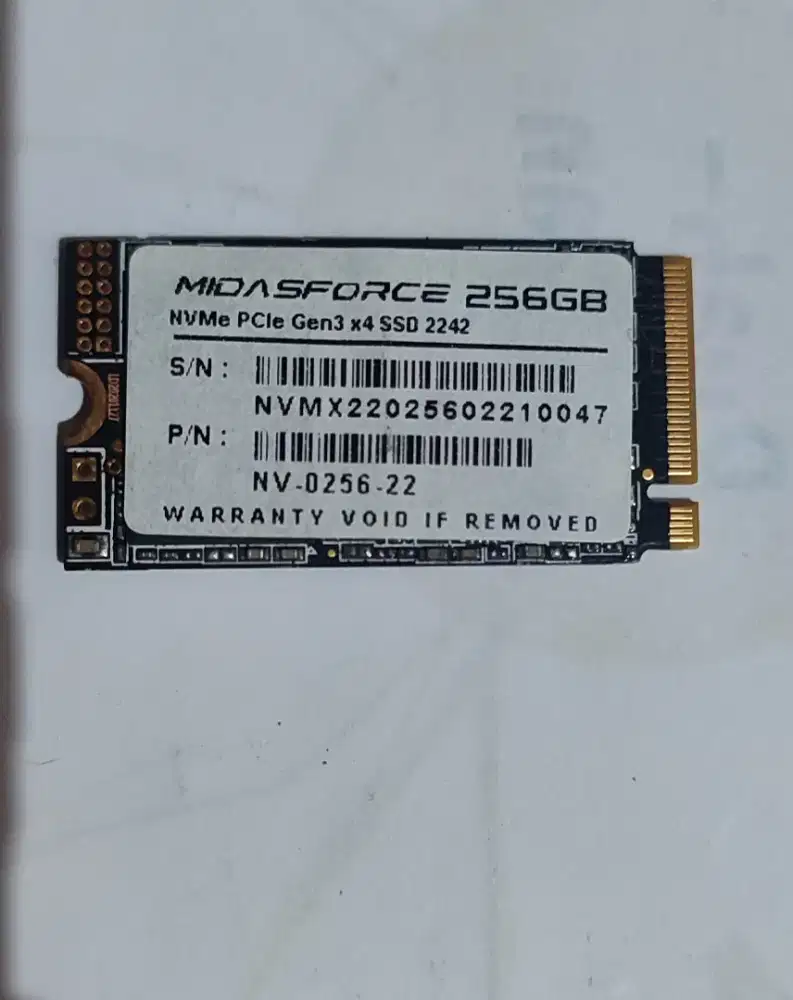 MIDASFORCE 256GB
NVMe PCIe Gen3 x4 SSD 2242
S/N :
NVMX22025602210047
P/N :
NV-0256-22
WARRANTY VOID IF REMOVED